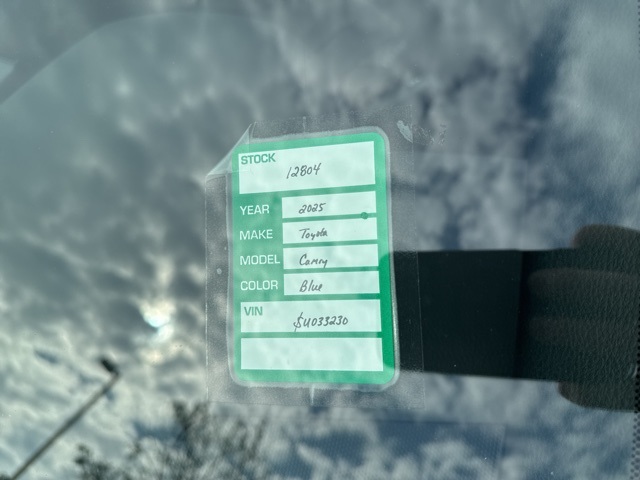 STOCK
12804
YEAR 2025
MAKE Toyota
MODEL Camry
COLOR Blue
VIN
SU033230